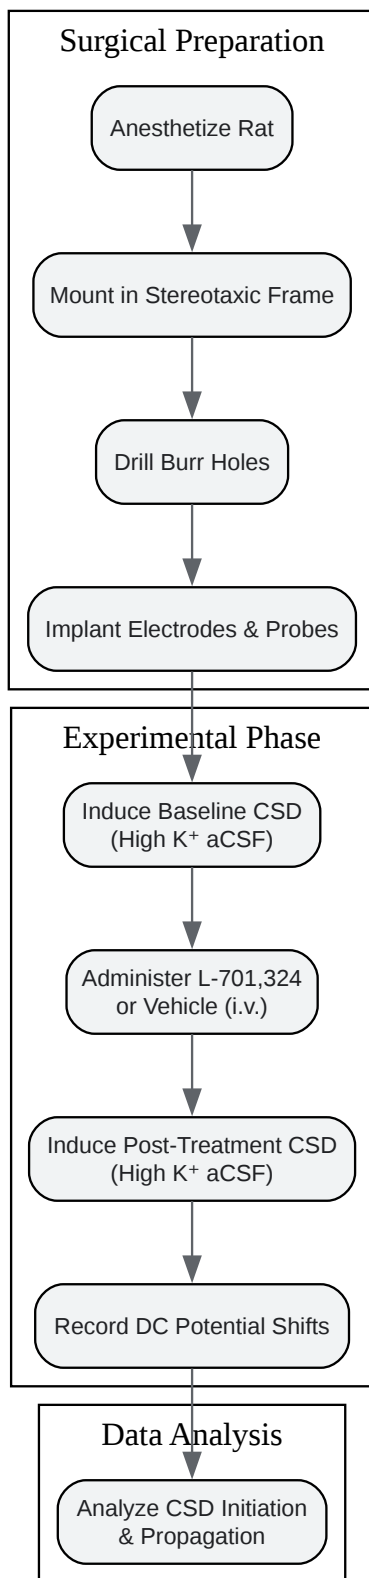 Surgical Preparation
Anesthetize Rat
Mount in Stereotaxic Frame
Drill Burr Holes
Implant Electrodes & Probes
Experimental Phase
Induce Baseline CSD
(High K⁺ aCSF)
Administer L-701,324
or Vehicle (i.v.)
Induce Post-Treatment CSD
(High K⁺ aCSF)
Record DC Potential Shifts
Data Analysis
Analyze CSD Initiation
& Propagation